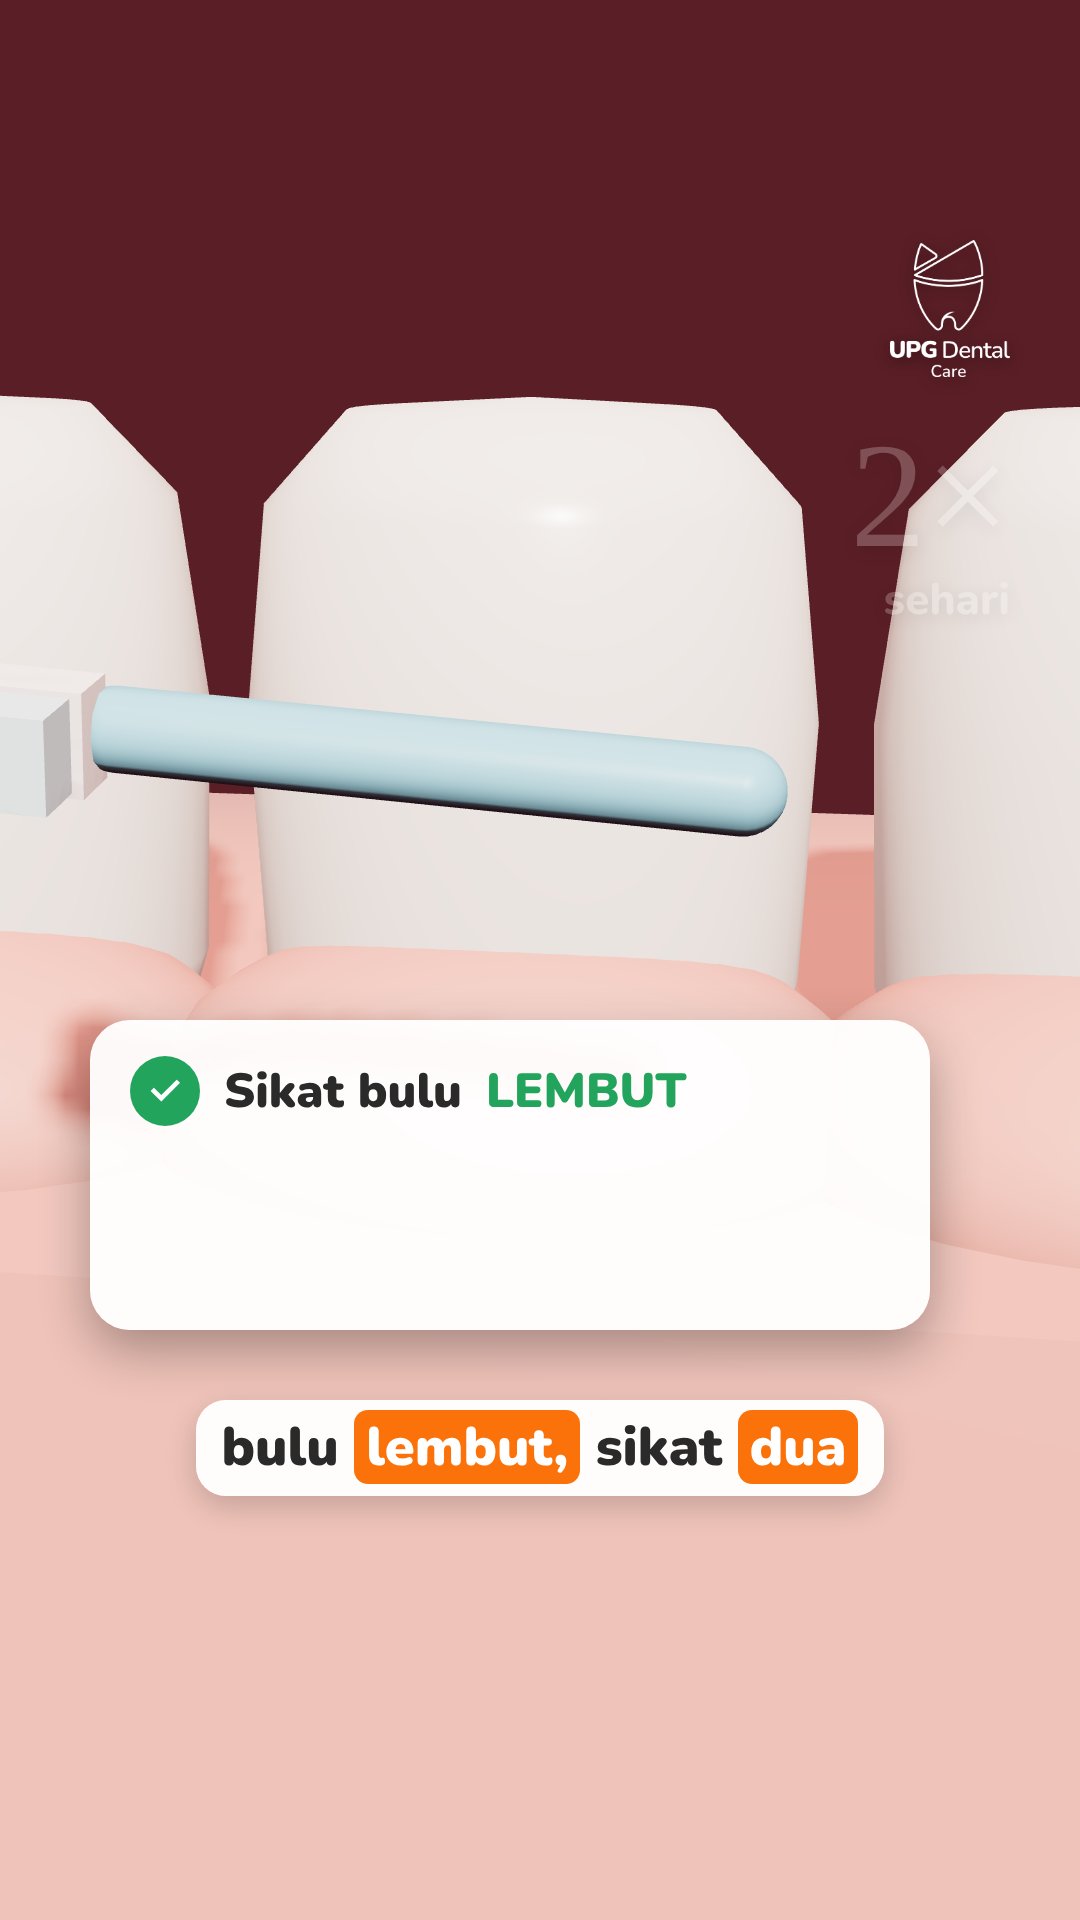 UPG Dental
Care
2×
sehari
Sikat bulu LEMBUT
bulu lembut, sikat dua